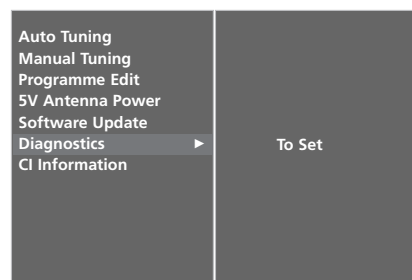 Auto Tuning
Manual Tuning
Programme Edit
5V Antenna Power
Software Update
Diagnostics ►
To Set
CI Information